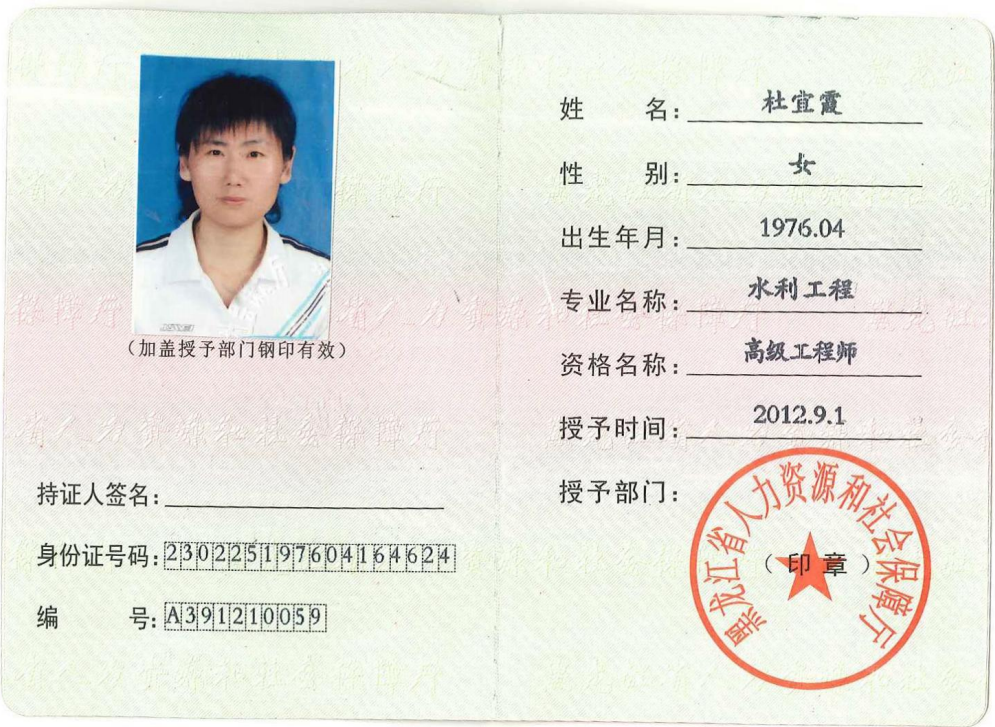 （加盖授予部门钢印有效）
持证人签名：
身份证号码：230225197604164624
编 号：A391210059
姓 名：杜宜霞
性 别：女
出生年月：1976.04
专业名称：水利工程
资格名称：高级工程师
授予时间：2012.9.1
授予部门：
黑龙江省人力资源和社会保障厅
（印章）